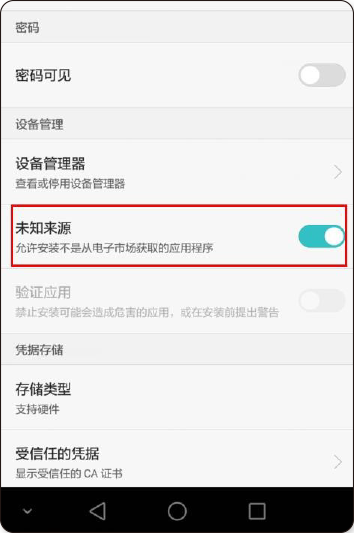 密码
密码可见
设备管理
设备管理器
查看或停用设备管理器
未知来源
允许安装不是从电子市场获取的应用程序
验证应用
禁止安装可能会造成危害的应用，或在安装前提出警告
凭据存储
存储类型
支持硬件
受信任的凭据
显示受信任的 CA 证书